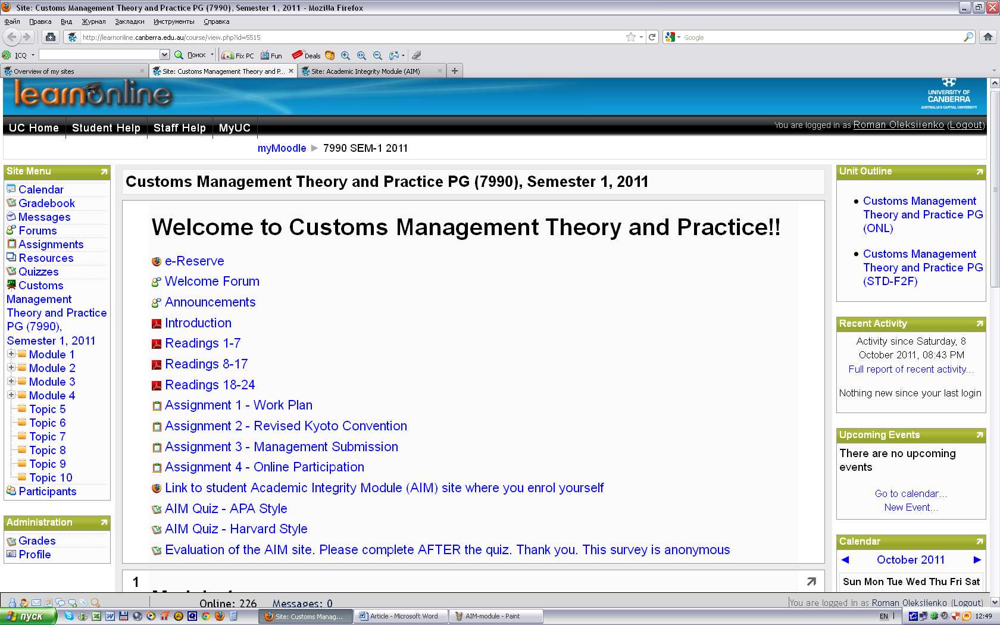 Site: Customs Management Theory and Practice PG (7990), Semester 1, 2011 - Mozilla Firefox
Файл Правка Вид Журнал Закладки Инструменты Справка
http://learnonline.canberra.edu.au/course/view.php?id=5515
Google
ICQ Поиск Fix PC Fun Deals
Overview of my sites
Site: Customs Management Theory and P...
Site: Academic Integrity Module (AIM)
learnonline
UNIVERSITY OF
CANBERRA
AUSTRALIA'S CAPITAL UNIVERSITY
UC Home Student Help Staff Help MyUC
You are logged in as Roman Oleksiienko (Logout)
myMoodle ► 7990 SEM-1 2011
Site Menu
Calendar
Gradebook
Messages
Forums
Assignments
Resources
Quizzes
Customs
Management
Theory and Practice
PG (7990),
Semester 1, 2011
Module 1
Module 2
Module 3
Module 4
Topic 5
Topic 6
Topic 7
Topic 8
Topic 9
Topic 10
Participants
Administration
Grades
Profile
Customs Management Theory and Practice PG (7990), Semester 1, 2011
Welcome to Customs Management Theory and Practice!!
e-Reserve
Welcome Forum
Announcements
Introduction
Readings 1-7
Readings 8-17
Readings 18-24
Assignment 1 - Work Plan
Assignment 2 - Revised Kyoto Convention
Assignment 3 - Management Submission
Assignment 4 - Online Participation
Link to student Academic Integrity Module (AIM) site where you enrol yourself
AIM Quiz - APA Style
AIM Quiz - Harvard Style
Evaluation of the AIM site. Please complete AFTER the quiz. Thank you. This survey is anonymous
1
Unit Outline
Customs Management
Theory and Practice PG
(ONL)
Customs Management
Theory and Practice PG
(STD-F2F)
Recent Activity
Activity since Saturday, 8
October 2011, 08:43 PM
Full report of recent activity...
Nothing new since your last login
Upcoming Events
There are no upcoming
events
Go to calendar...
New Event...
Calendar
◄ October 2011 ►
Sun Mon Tue Wed Thu Fri Sat
Online: 226 Messages: 0
You are logged in as Roman Oleksiienko (Logout)
пуск
Site: Customs Manag...
Article - Microsoft Word
AIM-module - Paint
EN
12:49